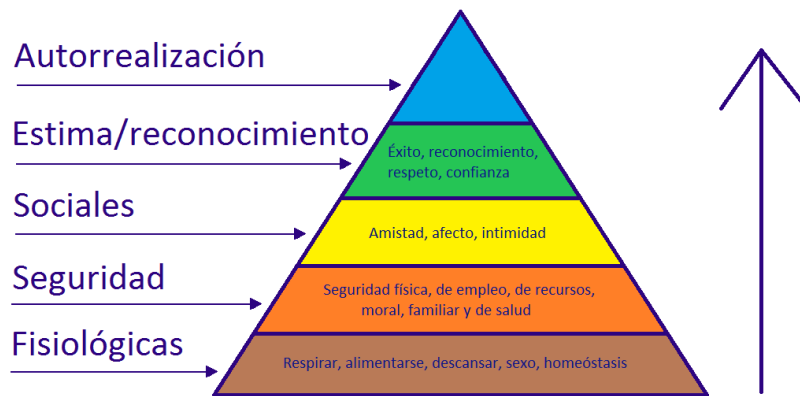 Autorrealización
Estima/reconocimiento
Éxito, reconocimiento,
respeto, confianza
Sociales
Amistad, afecto, intimidad
Seguridad
Seguridad física, de empleo, de recursos,
moral, familiar y de salud
Fisiológicas
Respirar, alimentarse, descansar, sexo, homeóstasis